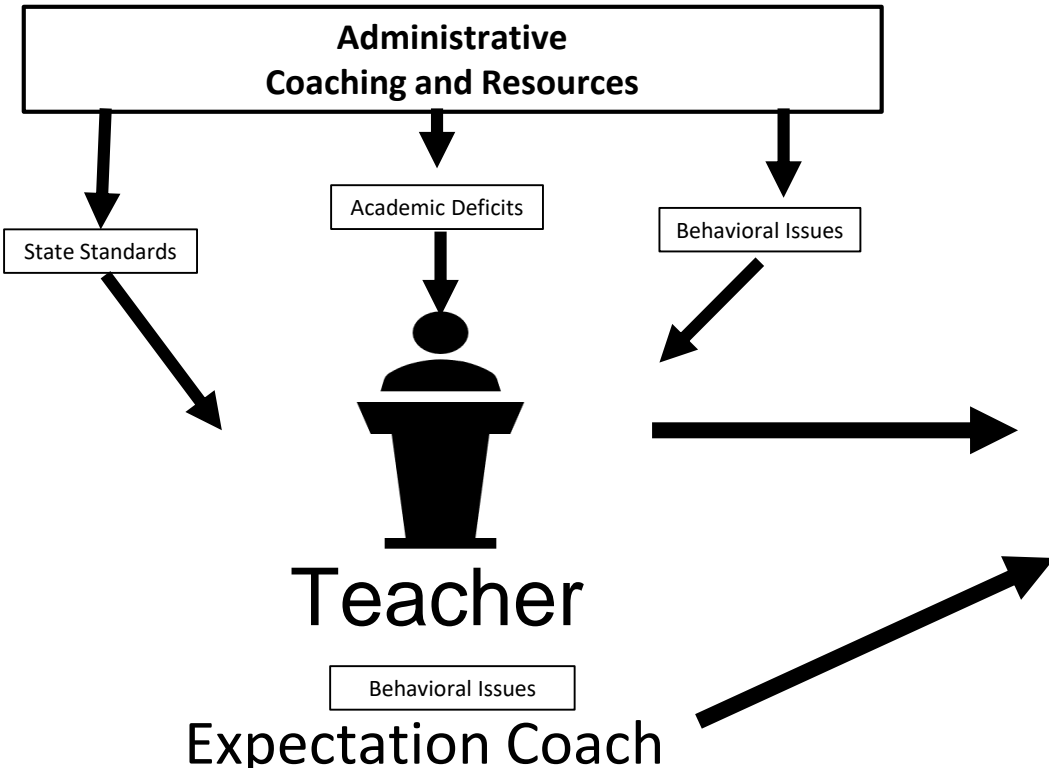 Administrative
Coaching and Resources
Academic Deficits
Behavioral Issues
State Standards
Teacher
Behavioral Issues
Expectation Coach